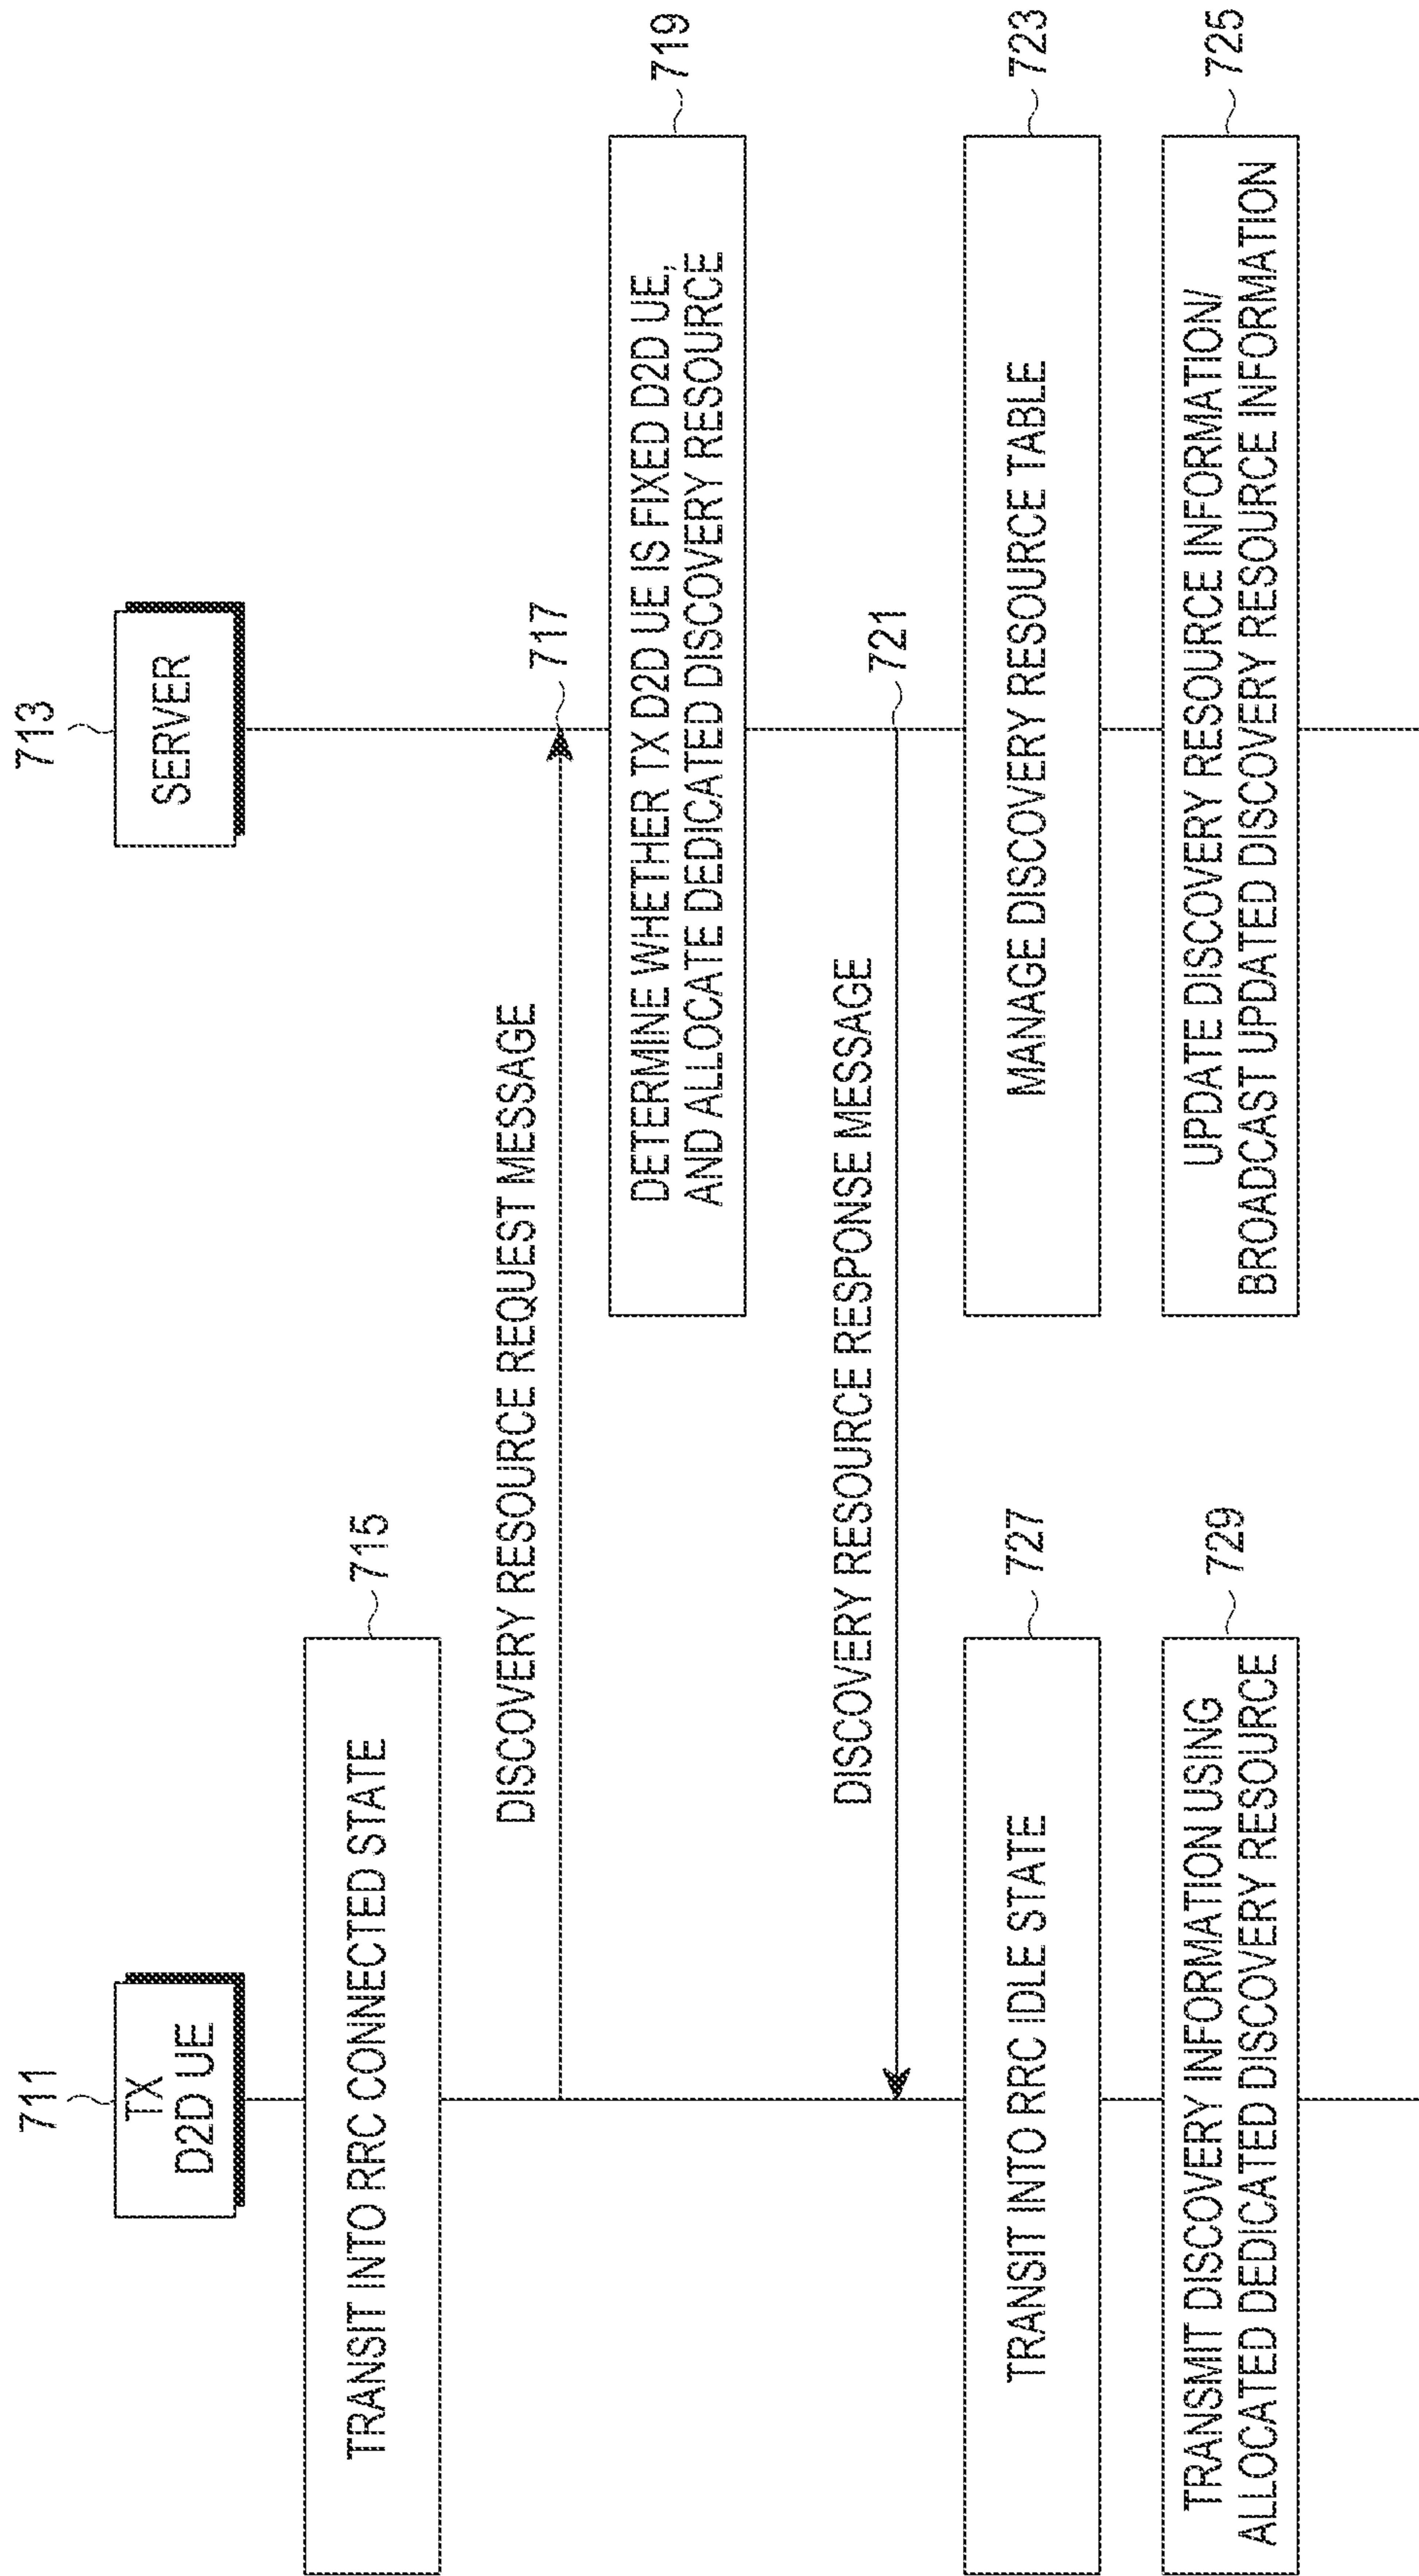 711
TX
D2D UE
713
SERVER
TRANSIT INTO RRC CONNECTED STATE
715
DISCOVERY RESOURCE REQUEST MESSAGE
717
DETERMINE WHETHER TX D2D UE IS FIXED D2D UE,
AND ALLOCATE DEDICATED DISCOVERY RESOURCE
719
DISCOVERY RESOURCE RESPONSE MESSAGE
721
TRANSIT INTO RRC IDLE STATE
727
MANAGE DISCOVERY RESOURCE TABLE
723
TRANSMIT DISCOVERY INFORMATION USING
ALLOCATED DEDICATED DISCOVERY RESOURCE
729
UPDATE DISCOVERY RESOURCE INFORMATION/
BROADCAST UPDATED DISCOVERY RESOURCE INFORMATION
725